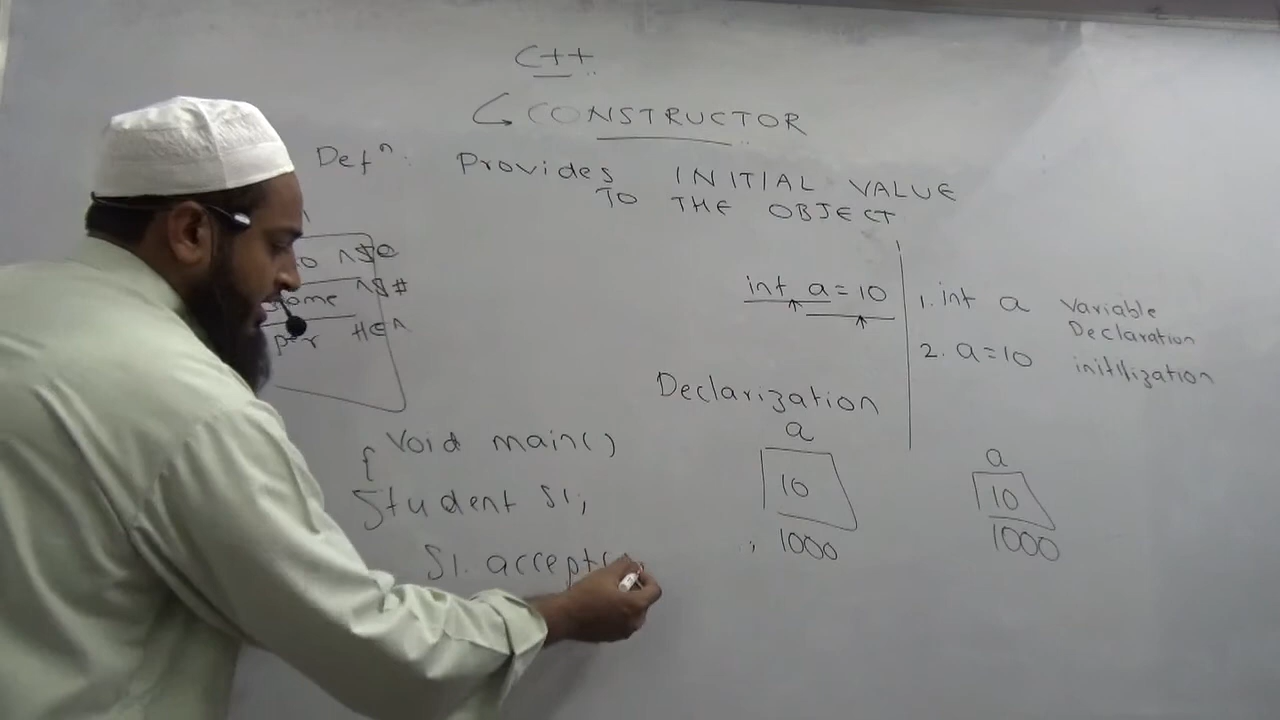 C++
CONSTRUCTOR
Defn: Provides INITIAL VALUE
TO THE OBJECT
int a=10
1. int a Variable
Declaration
2. a=10 initilization
Declarization
a
10
1000
a
10
1000
Void main()
{
Student S1;
S1. accept(